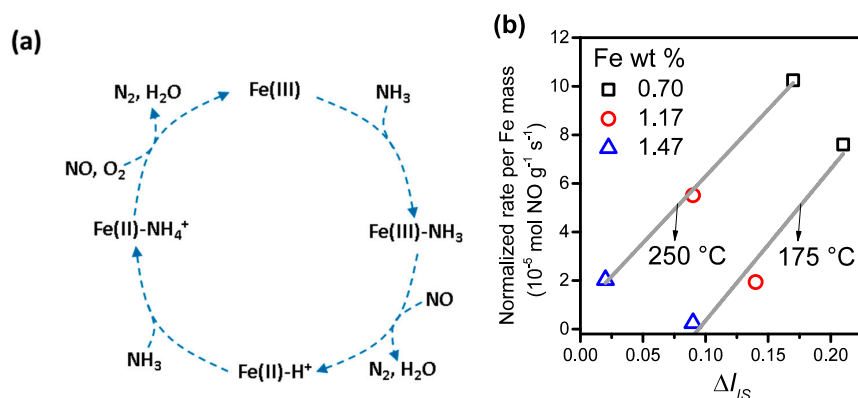 (a)
Fe(III)
NH₃
Fe(III)-NH₃
NO
N₂, H₂O
Fe(II)-H⁺
NH₃
Fe(II)-NH₄⁺
NO, O₂
N₂, H₂O
(b)
Normalized rate per Fe mass
(10⁻⁵ mol NO g⁻¹ s⁻¹)
12
10
8
6
4
2
0
Fe wt %
0.70
1.17
1.47
250 °C
175 °C
0.00 0.05 0.10 0.15 0.20
ΔI_IS